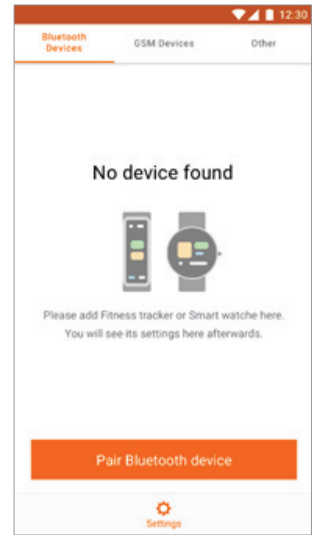 12:30
Bluetooth
Devices
GSM Devices
Other
No device found
Please add Fitness tracker or Smart watche here.
You will see its settings here afterwards.
Pair Bluetooth device
Settings